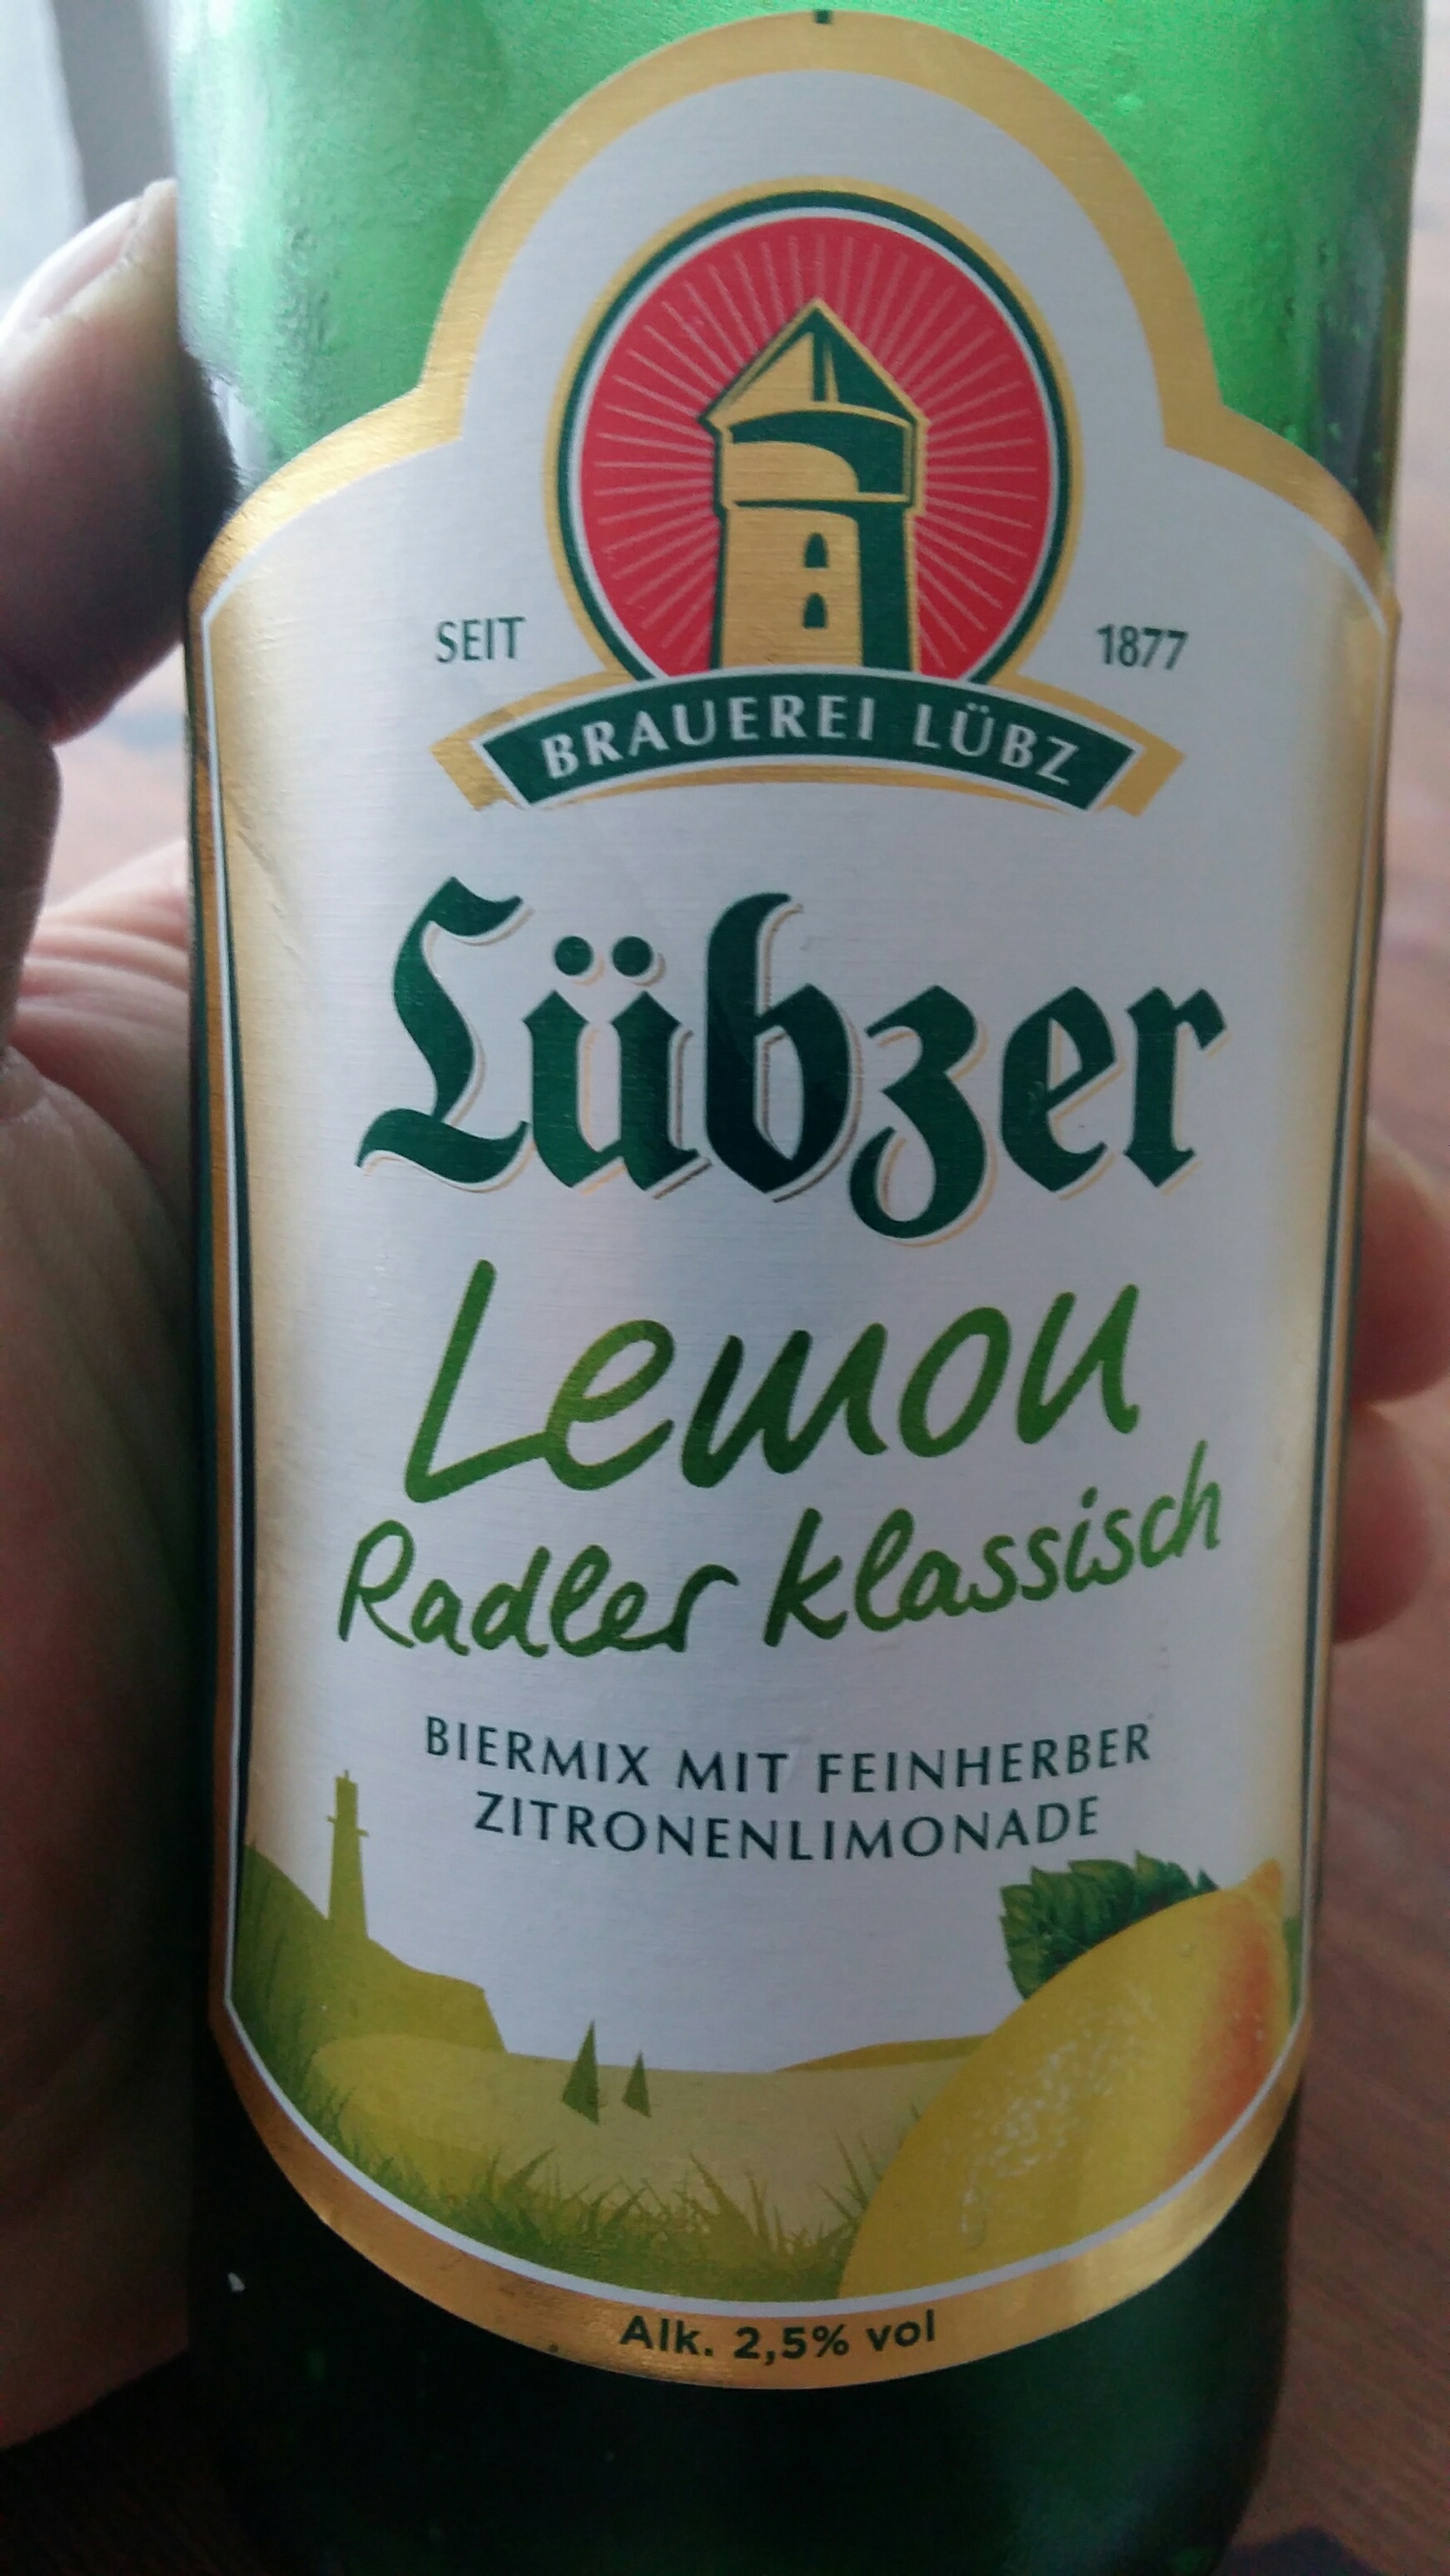 SEIT 1877
BRAUEREI LÜBZ
Lübzer
Lemon
Radler klassisch
BIERMIX MIT FEINHERBER
ZITRONENLIMONADE
Alk. 2,5% vol